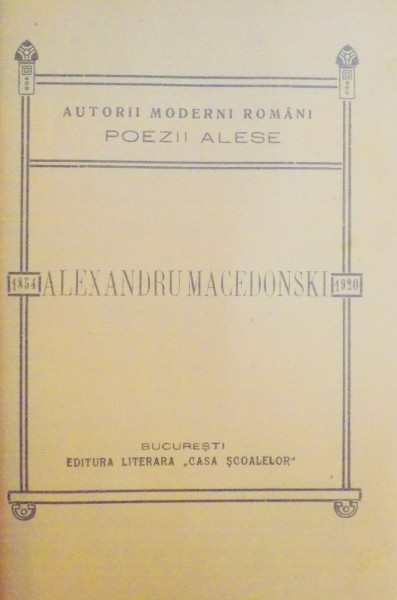 AUTORII MODERNI ROMÂNI
POEZII ALESE
1854 ALEXANDRU MACEDONSKI 1920
BUCUREȘTI
EDITURA LITERARA „CASA ȘCOALELOR"